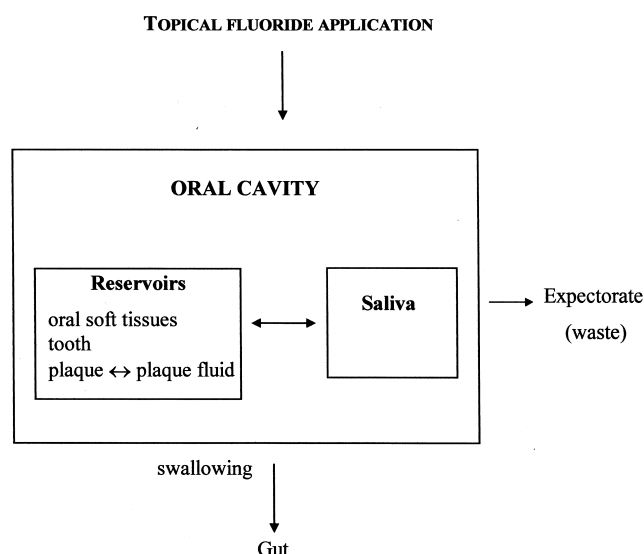 TOPICAL FLUORIDE APPLICATION
ORAL CAVITY
Reservoirs
oral soft tissues
tooth
plaque ↔ plaque fluid
Saliva
Expectorate
(waste)
swallowing
Gut